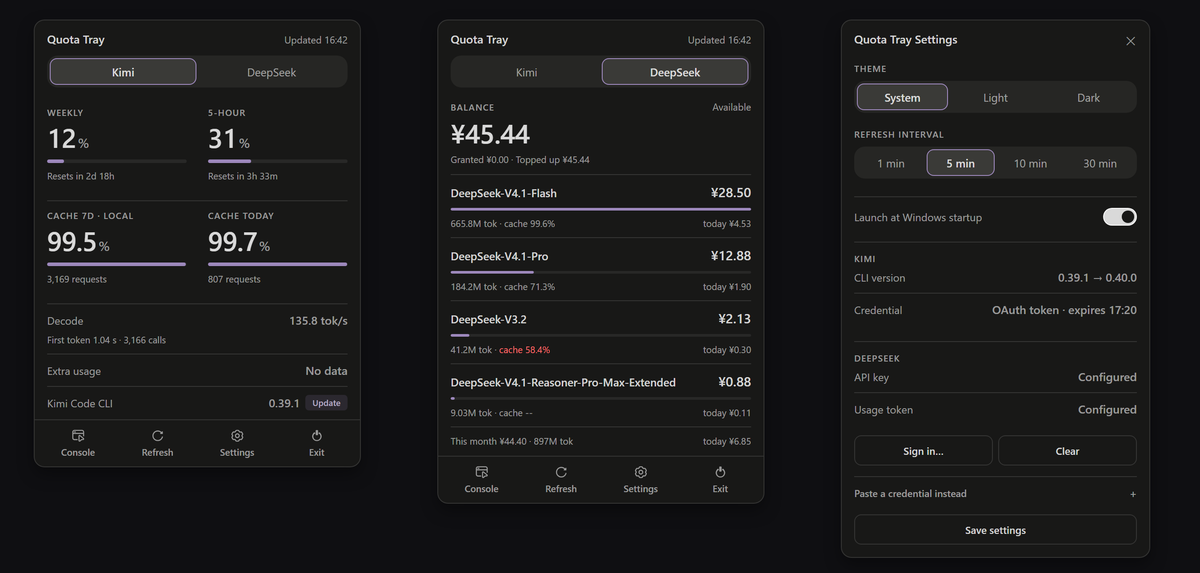 Quota Tray Updated 16:42
Kimi DeepSeek
WEEKLY 5-HOUR
12% 31%
Resets in 2d 18h Resets in 3h 33m
CACHE 7D · LOCAL CACHE TODAY
99.5% 99.7%
3,169 requests 807 requests
Decode 135.8 tok/s
First token 1.04 s · 3,166 calls
Extra usage No data
Kimi Code CLI 0.39.1 Update
Console Refresh Settings Exit
Quota Tray Updated 16:42
Kimi DeepSeek
BALANCE Available
¥45.44
Granted ¥0.00 · Topped up ¥45.44
DeepSeek-V4.1-Flash ¥28.50
665.8M tok · cache 99.6% today ¥4.53
DeepSeek-V4.1-Pro ¥12.88
184.2M tok · cache 71.3% today ¥1.90
DeepSeek-V3.2 ¥2.13
41.2M tok · cache 58.4% today ¥0.30
DeepSeek-V4.1-Reasoner-Pro-Max-Extended ¥0.88
9.03M tok · cache -- today ¥0.11
This month ¥44.40 · 897M tok today ¥6.85
Console Refresh Settings Exit
Quota Tray Settings
THEME
System Light Dark
REFRESH INTERVAL
1 min 5 min 10 min 30 min
Launch at Windows startup
KIMI
CLI version 0.39.1 → 0.40.0
Credential OAuth token · expires 17:20
DEEPSEEK
API key Configured
Usage token Configured
Sign in... Clear
Paste a credential instead +
Save settings